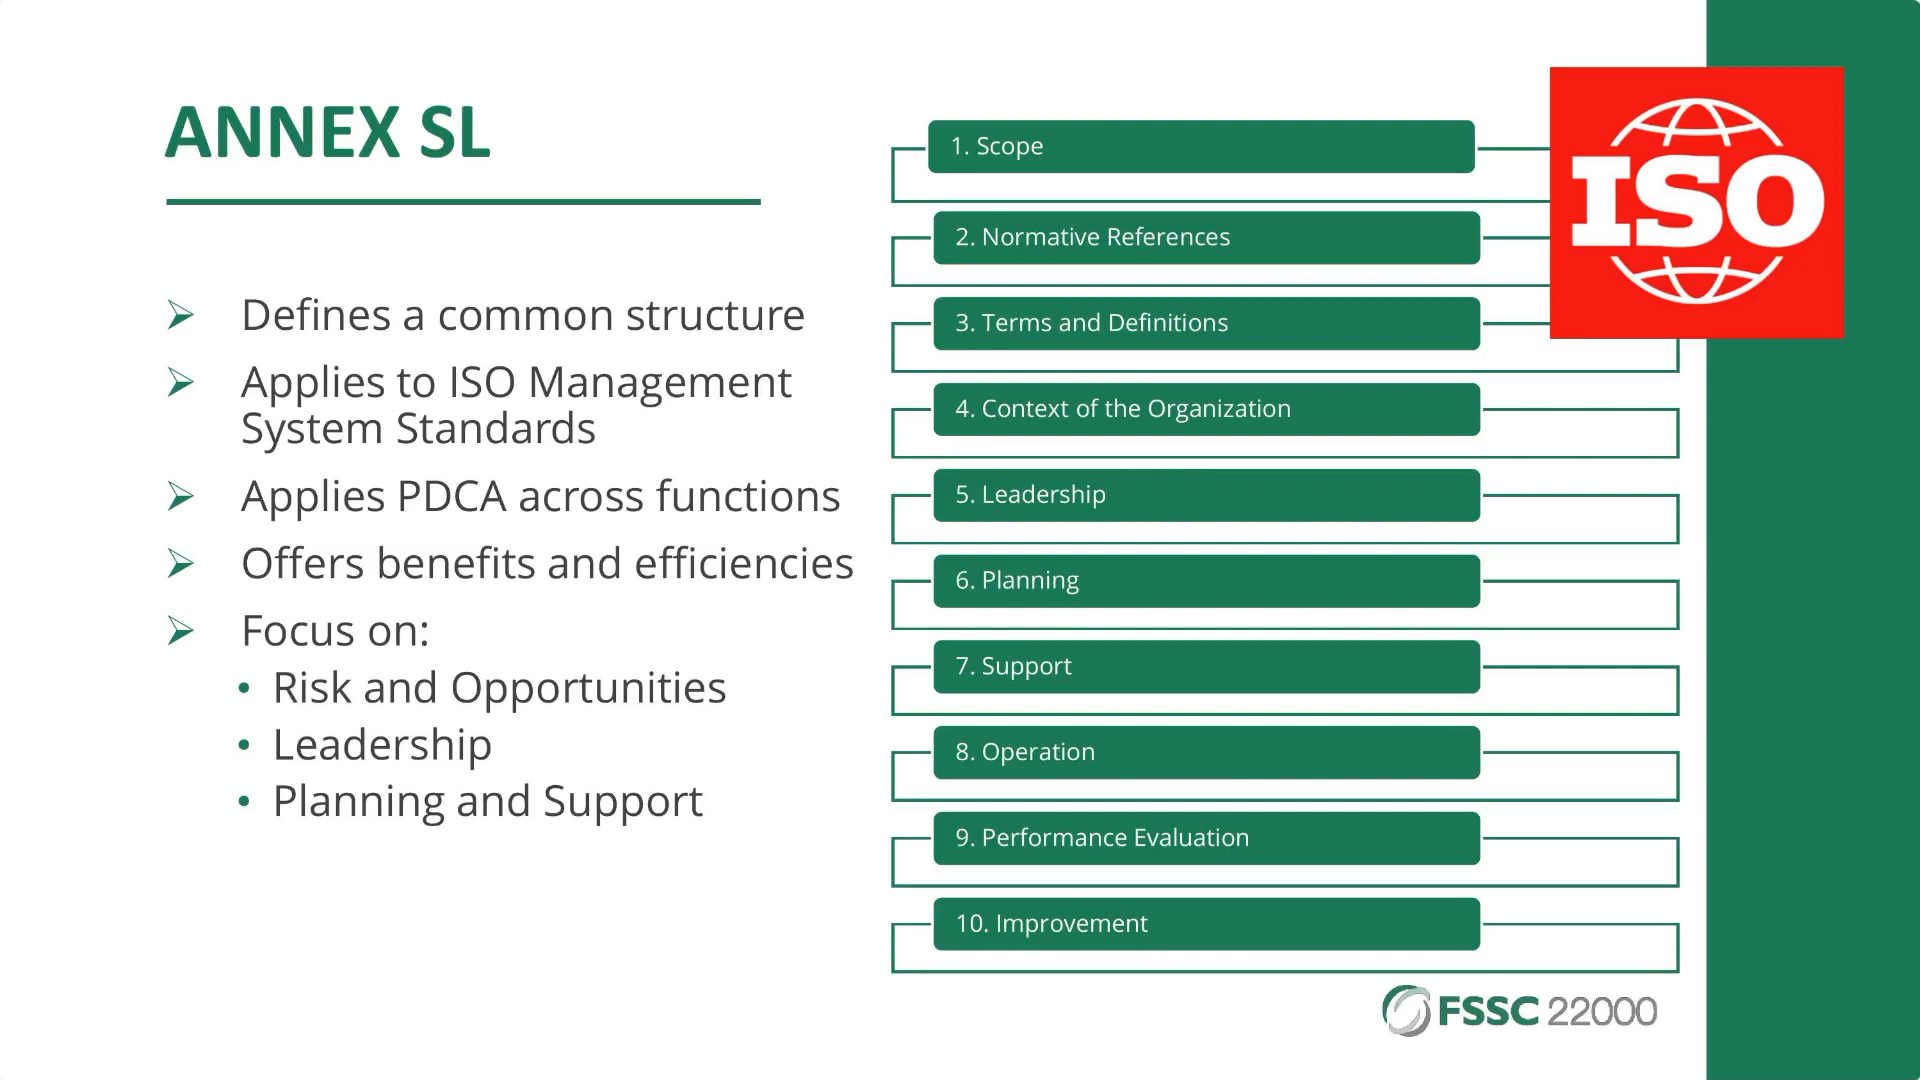 ANNEX SL
Defines a common structure
Applies to ISO Management
System Standards
Applies PDCA across functions
Offers benefits and efficiencies
Focus on:
Risk and Opportunities
Leadership
Planning and Support
1. Scope
2. Normative References
3. Terms and Definitions
4. Context of the Organization
5. Leadership
6. Planning
7. Support
8. Operation
9. Performance Evaluation
10. Improvement
ISO
FSSC 22000